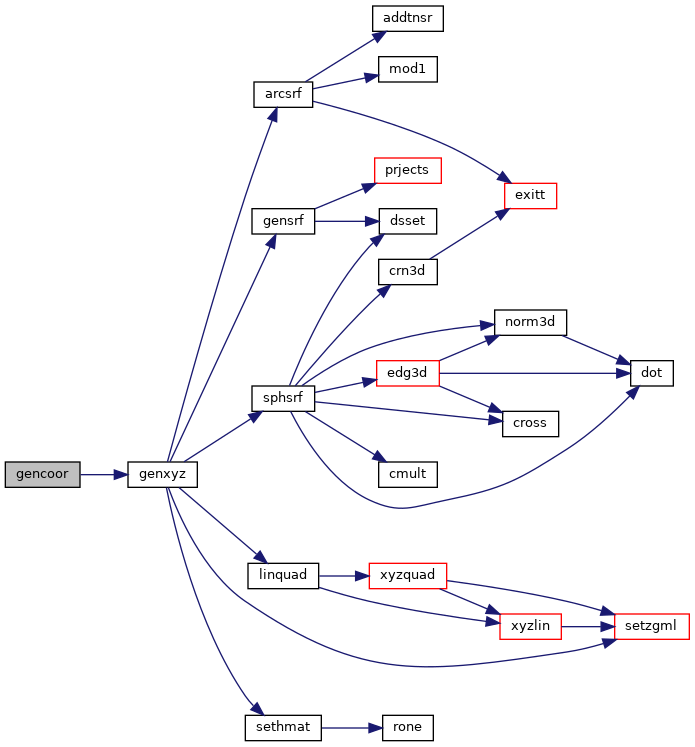 addtnsr
mod1
arcsrf
prjects
exitt
gensrf
dsset
crn3d
norm3d
edg3d
dot
sphsrf
cross
gencoor
genxyz
cmult
linquad
xyzquad
xyzlin
setzgml
sethmat
rone